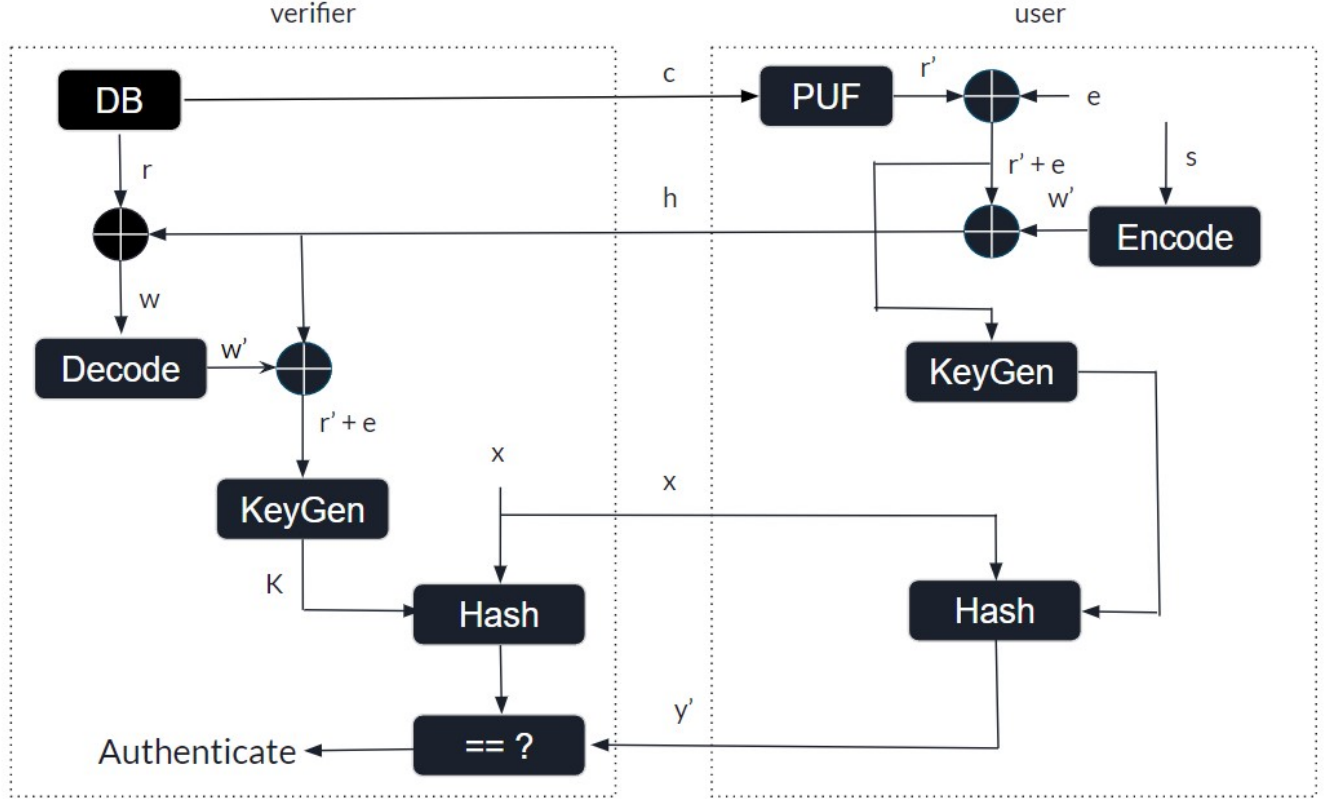 verifier
user
DB
c
PUF
r’
e
r
s
r’ + e
h
w’
Encode
w
Decode
w’
KeyGen
r’ + e
x
x
KeyGen
K
Hash
Hash
y’
== ?
Authenticate